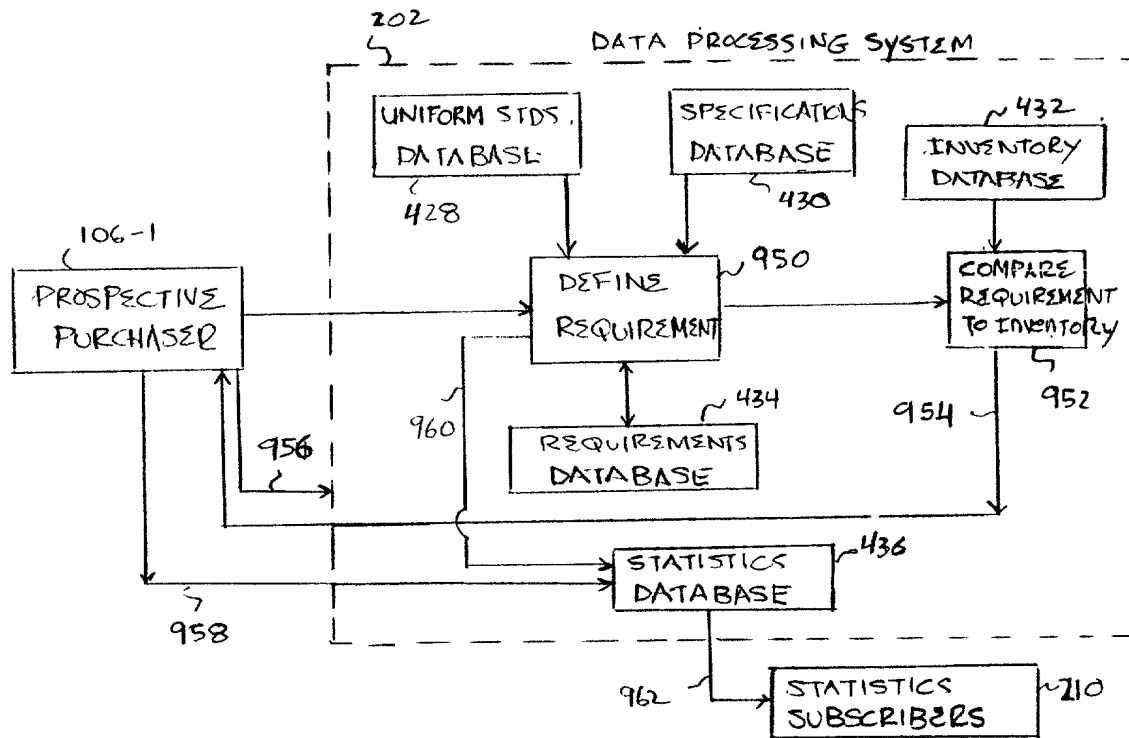 202
DATA PROCESSING SYSTEM
UNIFORM STDS.
DATABASE
428
SPECIFICATIONS
DATABASE
430
432
INVENTORY
DATABASE
106-1
PROSPECTIVE
PURCHASER
950
DEFINE
REQUIREMENT
COMPARE
REQUIREMENT
TO INVENTORY
952
954
960
434
REQUIREMENTS
DATABASE
956
436
STATISTICS
DATABASE
958
962
STATISTICS
SUBSCRIBERS
210